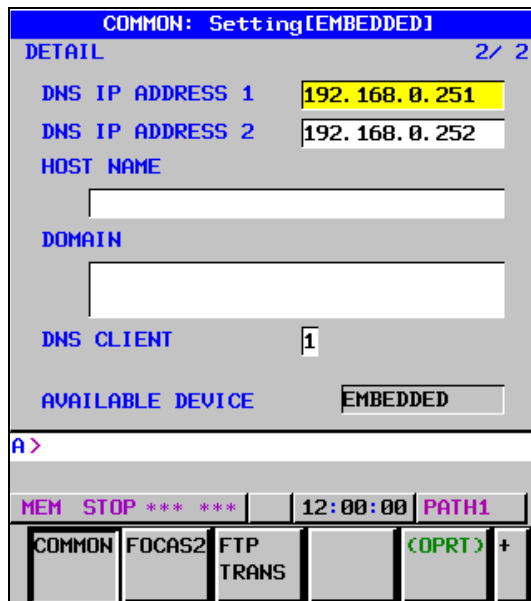 COMMON: Setting[EMBEDDED]
DETAIL 2/ 2
DNS IP ADDRESS 1 192.168.0.251
DNS IP ADDRESS 2 192.168.0.252
HOST NAME
DOMAIN
DNS CLIENT 1
AVAILABLE DEVICE EMBEDDED
A>
MEM STOP *** *** 12:00:00 PATH1
COMMON FOCAS2 FTP (OPRT) +
TRANS